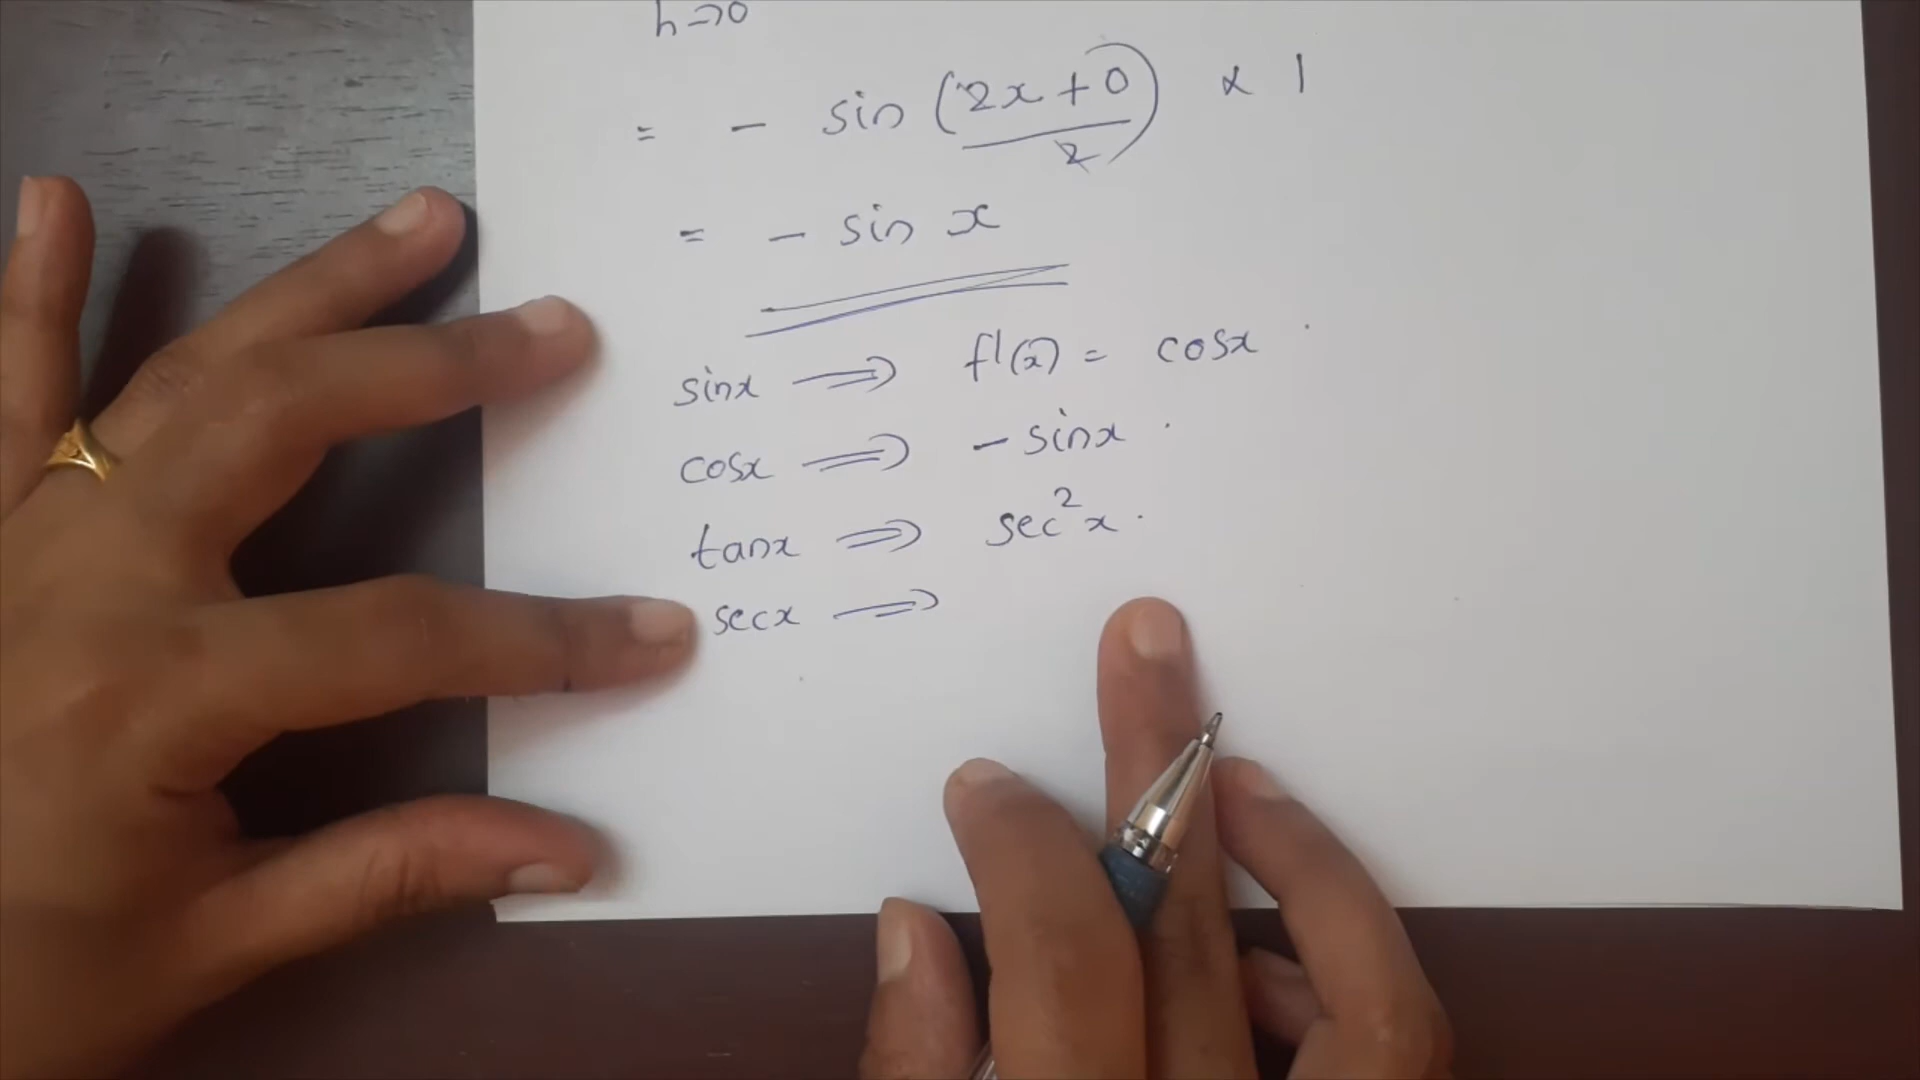 h→0
= - sin (2x+0/2) × 1
= - sin x
sinx ⟹ f'(x) = cosx
cosx ⟹ - sinx .
tanx ⟹ sec²x .
secx ⟹